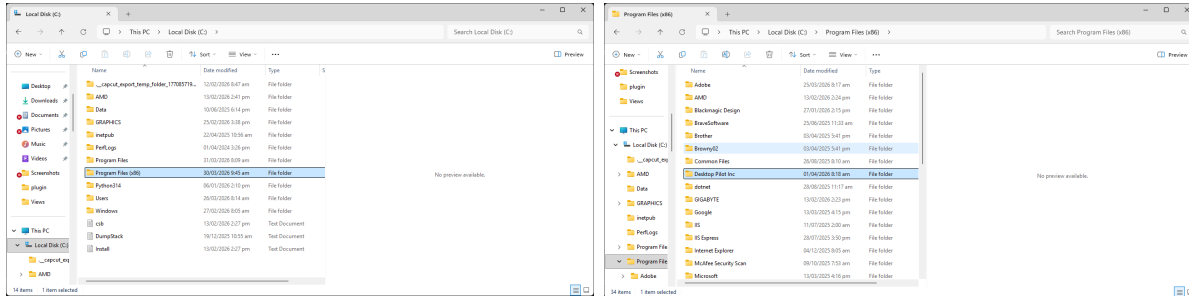 Local Disk (C:)
This PC > Local Disk (C:) >
Search Local Disk (C:)
New
Sort
View
Preview
Name
Date modified
Type
S
Desktop
Downloads
Documents
Pictures
Music
Videos
Screenshots
plugin
Views
This PC
Local Disk (C:)
AMD
._capcut_export_temp_folder_177085719... 12/02/2026 8:47 am File folder
AMD 13/02/2026 2:41 pm File folder
Data 10/06/2025 6:14 pm File folder
GRAPHICS 25/02/2026 3:38 pm File folder
inetpub 22/04/2025 10:56 am File folder
PerfLogs 01/04/2024 3:26 pm File folder
Program Files 31/03/2026 8:09 am File folder
Program Files (x86) 30/03/2026 9:45 am File folder
Python314 06/01/2026 2:10 pm File folder
Users 26/03/2026 8:14 am File folder
Windows 27/02/2026 8:05 am File folder
csb 13/02/2026 2:27 pm Text Document
DumpStack 19/12/2025 10:55 am Text Document
Install 13/02/2026 2:27 pm Text Document
No preview available.
14 items 1 item selected
Program Files (x86)
This PC > Local Disk (C:) > Program Files (x86) >
Search Program Files (x86)
New
Sort
View
Preview
Name
Date modified
Type
Screenshots
plugin
Views
This PC
Local Disk (C:)
AMD
Data
GRAPHICS
inetpub
PerfLogs
Program File
Program File
Adobe
Adobe 25/03/2026 8:17 am File folder
AMD 13/02/2026 2:24 pm File folder
Blackmagic Design 27/01/2026 2:15 pm File folder
BraveSoftware 25/06/2025 11:33 am File folder
Brother 03/04/2025 5:41 pm File folder
Browny02 03/04/2025 5:41 pm File folder
Common Files 26/08/2025 8:10 am File folder
Desktop Pilot Inc 01/04/2026 8:18 am File folder
dotnet 28/08/2025 11:17 am File folder
GIGABYTE 13/02/2026 2:23 pm File folder
Google 13/02/2025 4:15 pm File folder
IIS 11/07/2025 2:00 am File folder
IIS Express 28/07/2025 3:50 pm File folder
Internet Explorer 04/12/2025 8:05 am File folder
McAfee Security Scan 09/10/2025 7:53 am File folder
Microsoft 13/02/2025 4:16 pm File folder
No preview available.
34 items 1 item selected